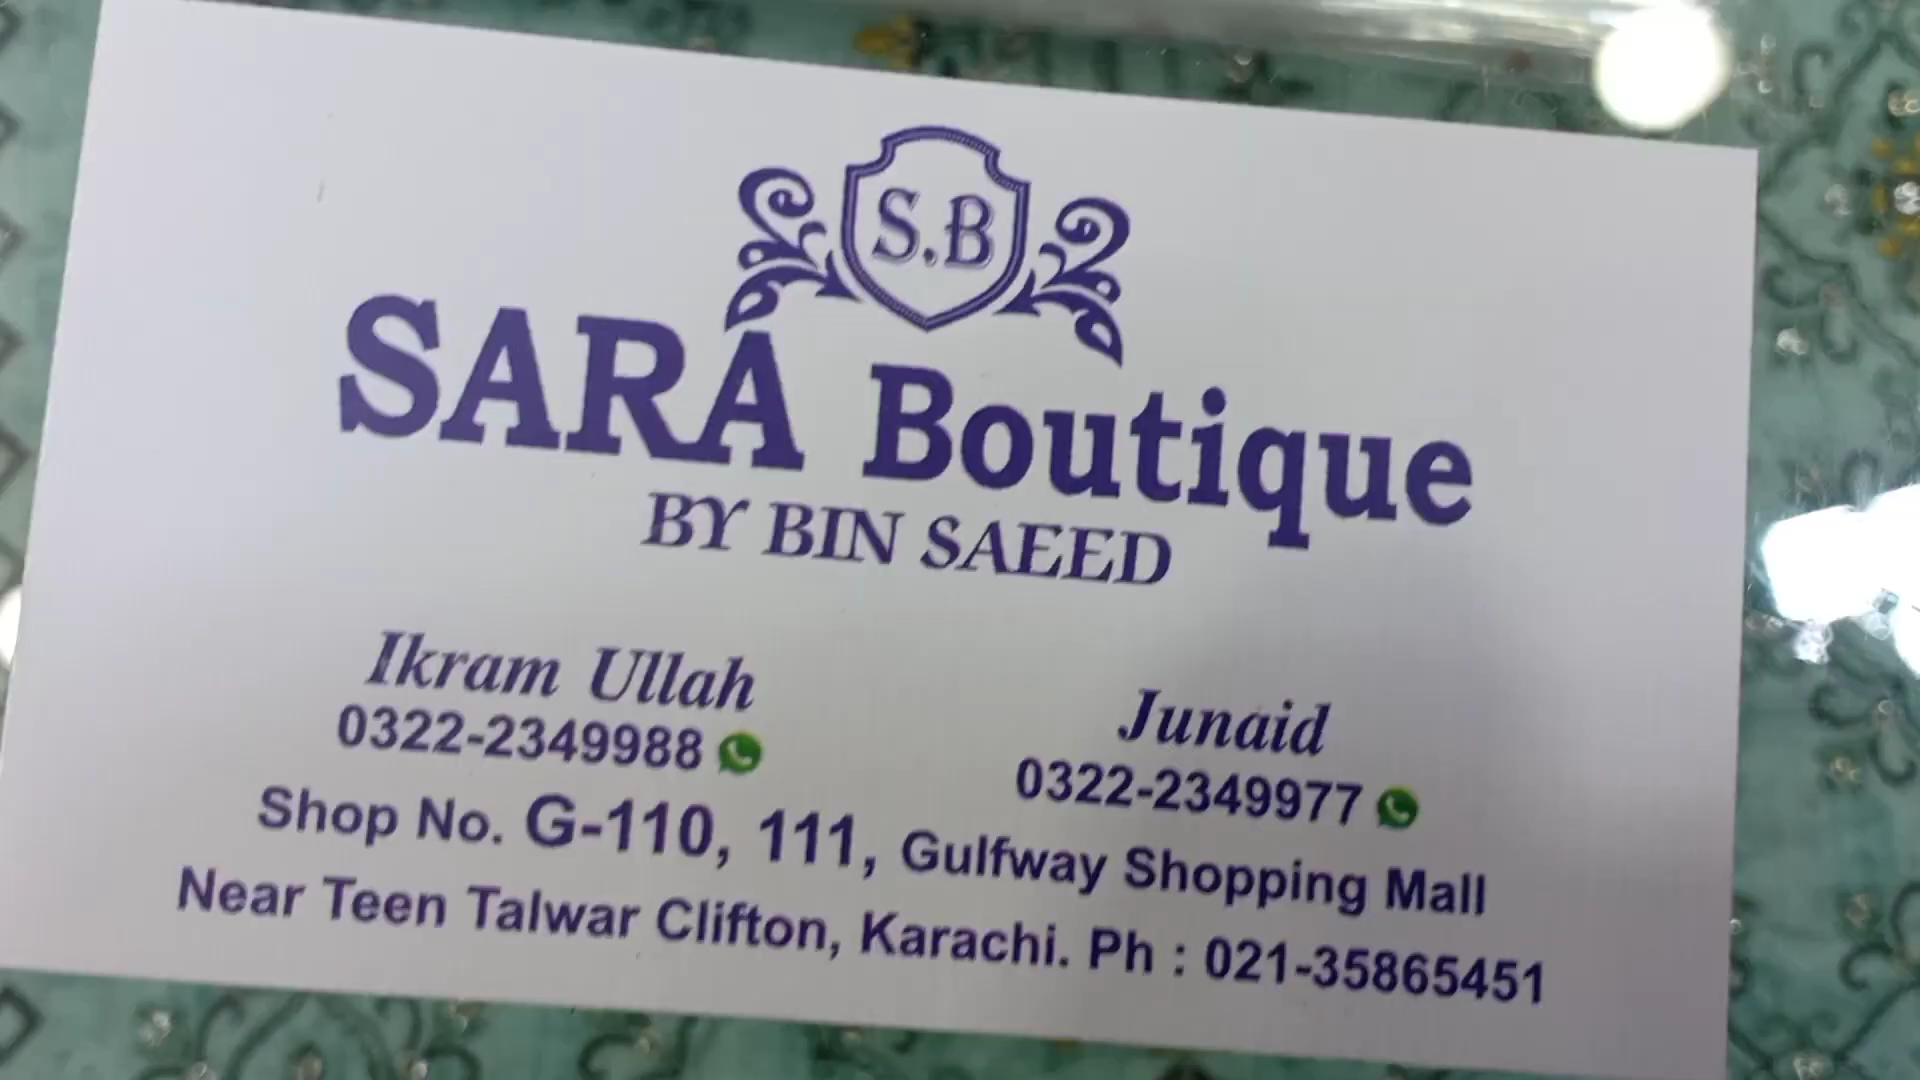 S.B
SARA Boutique
BY BIN SAEED
Ikram Ullah
0322-2349988
Junaid
0322-2349977
Shop No. G-110, 111, Gulfway Shopping Mall
Near Teen Talwar Clifton, Karachi. Ph : 021-35865451